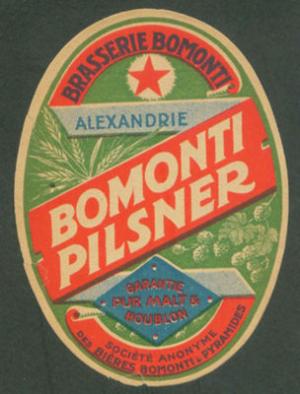 BRASSERIE BOMONTI
ALEXANDRIE
BOMONTI
PILSNER
GARANTIE
PUR MALT &
HOUBLON
SOCIÉTÉ ANONYME
DES BIÈRES BOMONTI & PYRAMIDES